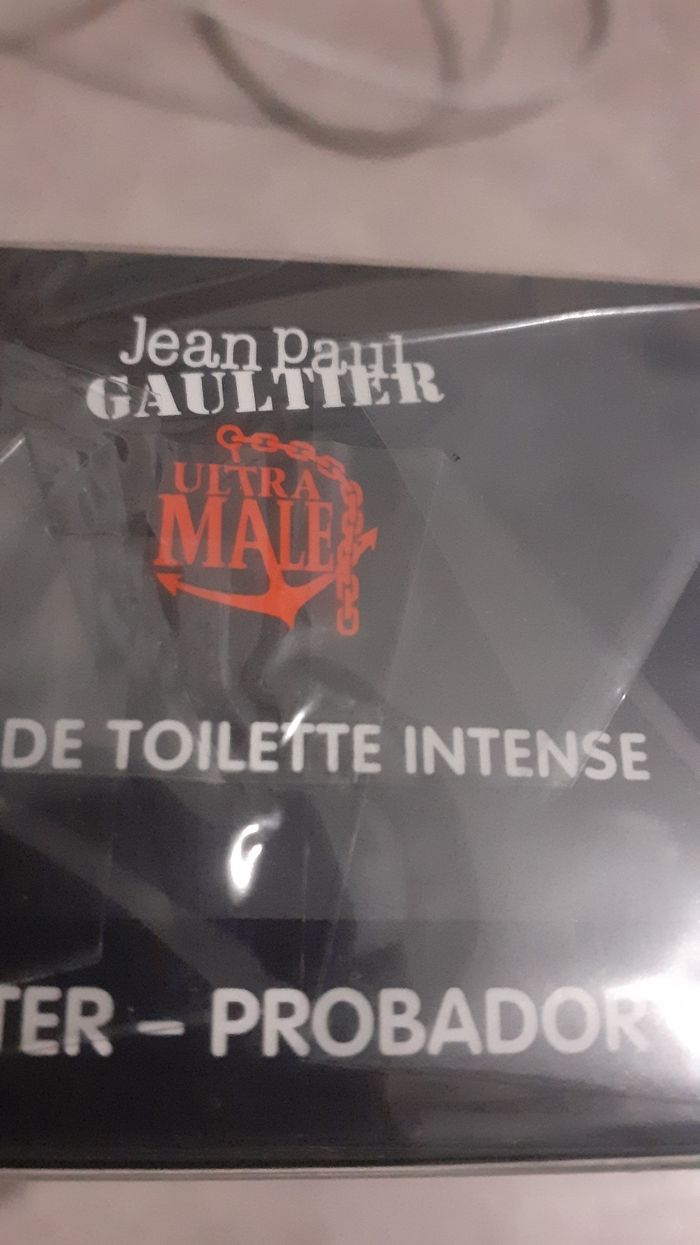 Jean Paul
GAULTIER
ULTRA
MALE
DE TOILETTE INTENSE
TER – PROBADOR